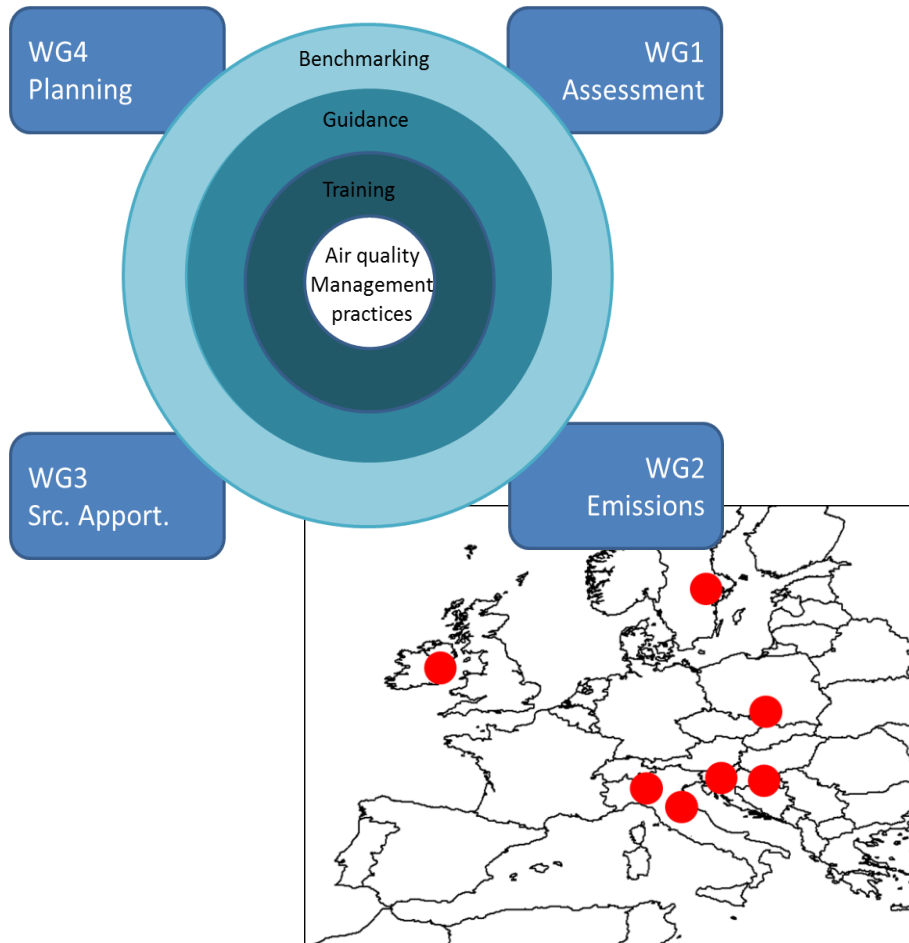 WG4
Planning
Benchmarking
WG1
Assessment
Guidance
Training
Air quality
Management
practices
WG3
Src. Apport.
WG2
Emissions